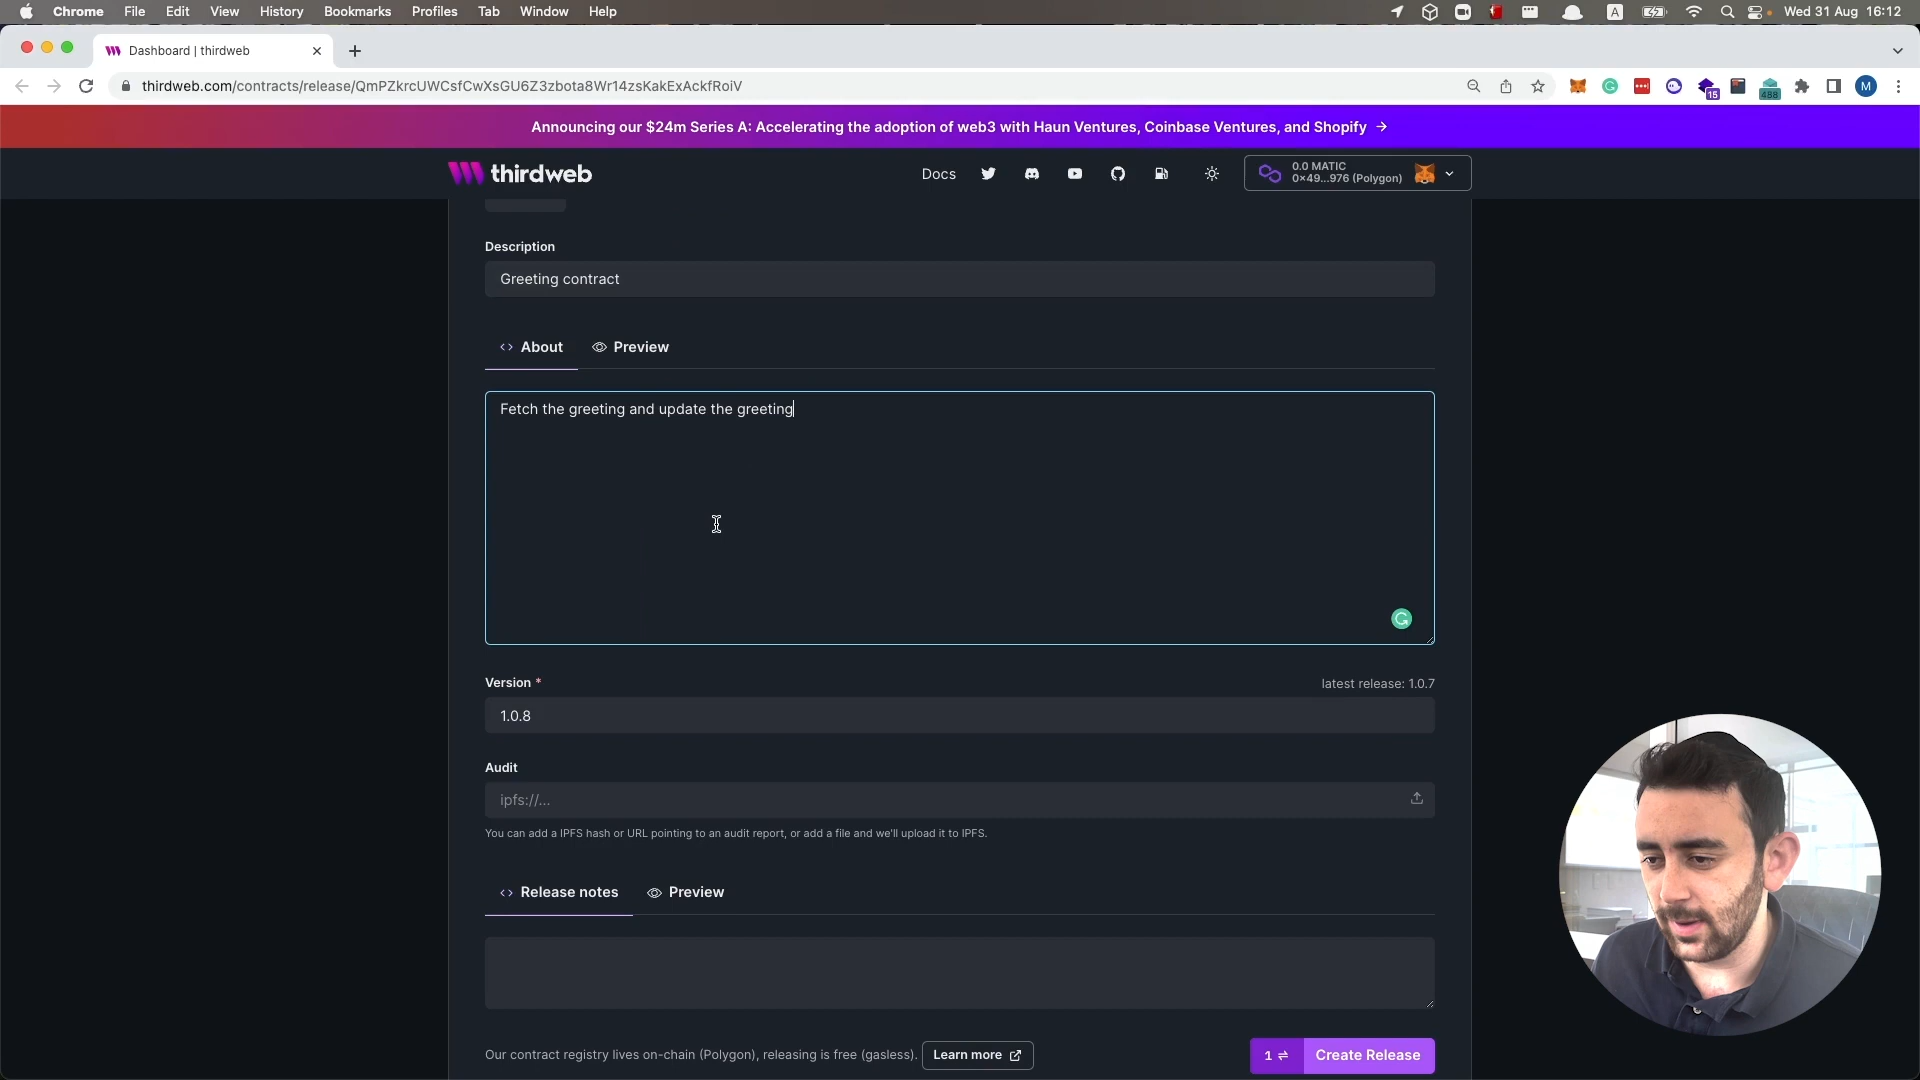 Chrome File Edit View History Bookmarks Profiles Tab Window Help A Wed 31 Aug 16:12
Dashboard | thirdweb
thirdweb.com/contracts/release/QmPZkrcUWCsfCwXsGU6Z3zbota8Wr14zsKakExAckfRoiV 15 488 M
Announcing our $24m Series A: Accelerating the adoption of web3 with Haun Ventures, Coinbase Ventures, and Shopify →
thirdweb Docs
0.0 MATIC
0×49...976 (Polygon)
Description
Greeting contract
About Preview
Fetch the greeting and update the greeting
Version * latest release: 1.0.7
1.0.8
Audit
ipfs://...
You can add a IPFS hash or URL pointing to an audit report, or add a file and we'll upload it to IPFS.
Release notes Preview
Our contract registry lives on-chain (Polygon), releasing is free (gasless). Learn more 1 ⇌ Create Release